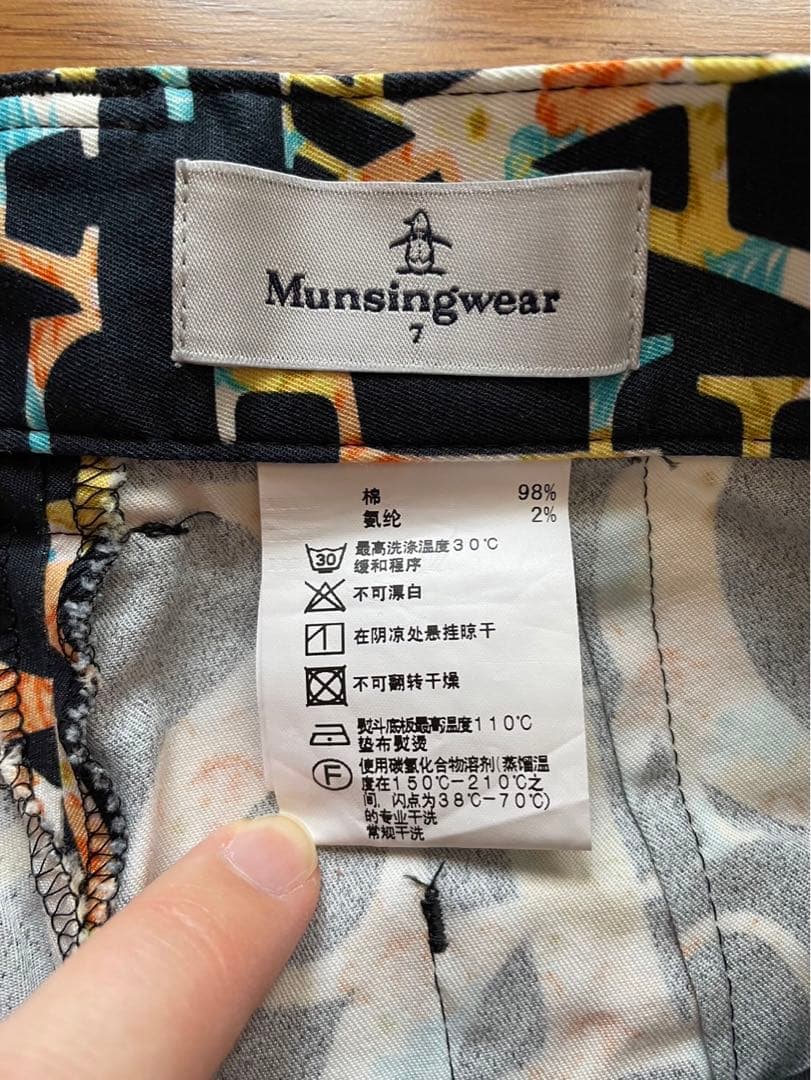 Munsingwear
7
棉 98%
氨纶 2%
30 最高洗涤温度30℃
缓和程序
不可漂白
在阴凉处悬挂晾干
不可翻转干燥
熨斗底板最高温度110℃
垫布熨烫
F 使用碳氢化合物溶剂(蒸馏温
度在150℃-210℃之
间,闪点为38℃-70℃)
的专业干洗
常规干洗